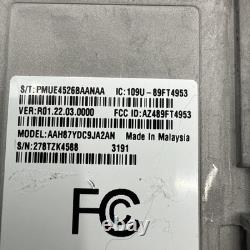 S/T: PMUE4526BAANAA IC: 109U - 89FT4953
VER: R01.22.03.0000 FCC ID: AZ489FT4953
MODEL: AAH87YDC9JA2AN Made In Malaysia
S/N: 278TZK4588 3191
FC